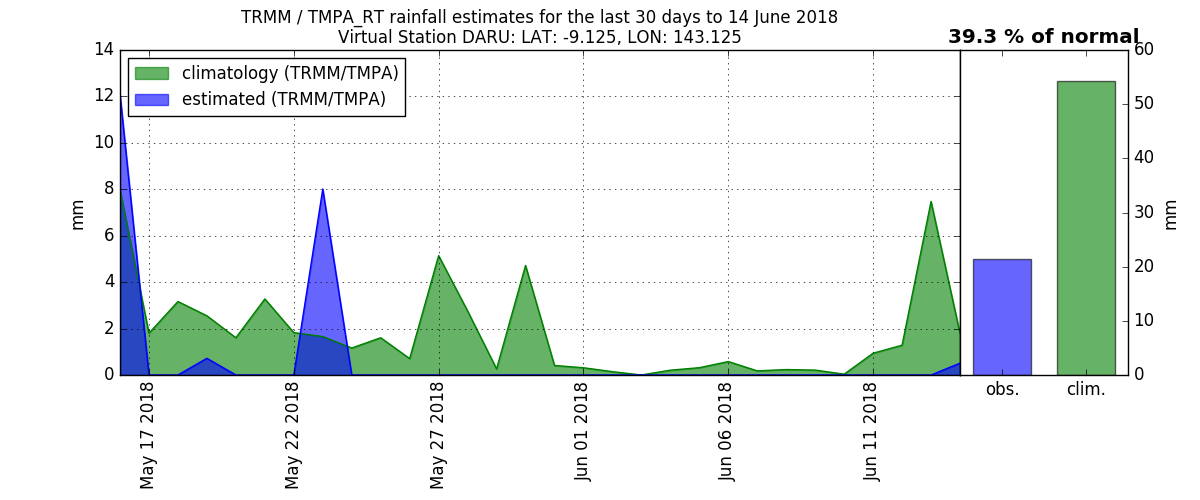 TRMM / TMPA_RT rainfall estimates for the last 30 days to 14 June 2018
Virtual Station DARU: LAT: -9.125, LON: 143.125
39.3 % of normal
climatology (TRMM/TMPA)
estimated (TRMM/TMPA)
14
12
10
8
6
4
2
0
mm
May 17 2018
May 22 2018
May 27 2018
Jun 01 2018
Jun 06 2018
Jun 11 2018
obs.
clim.
60
50
40
30
20
10
0
mm